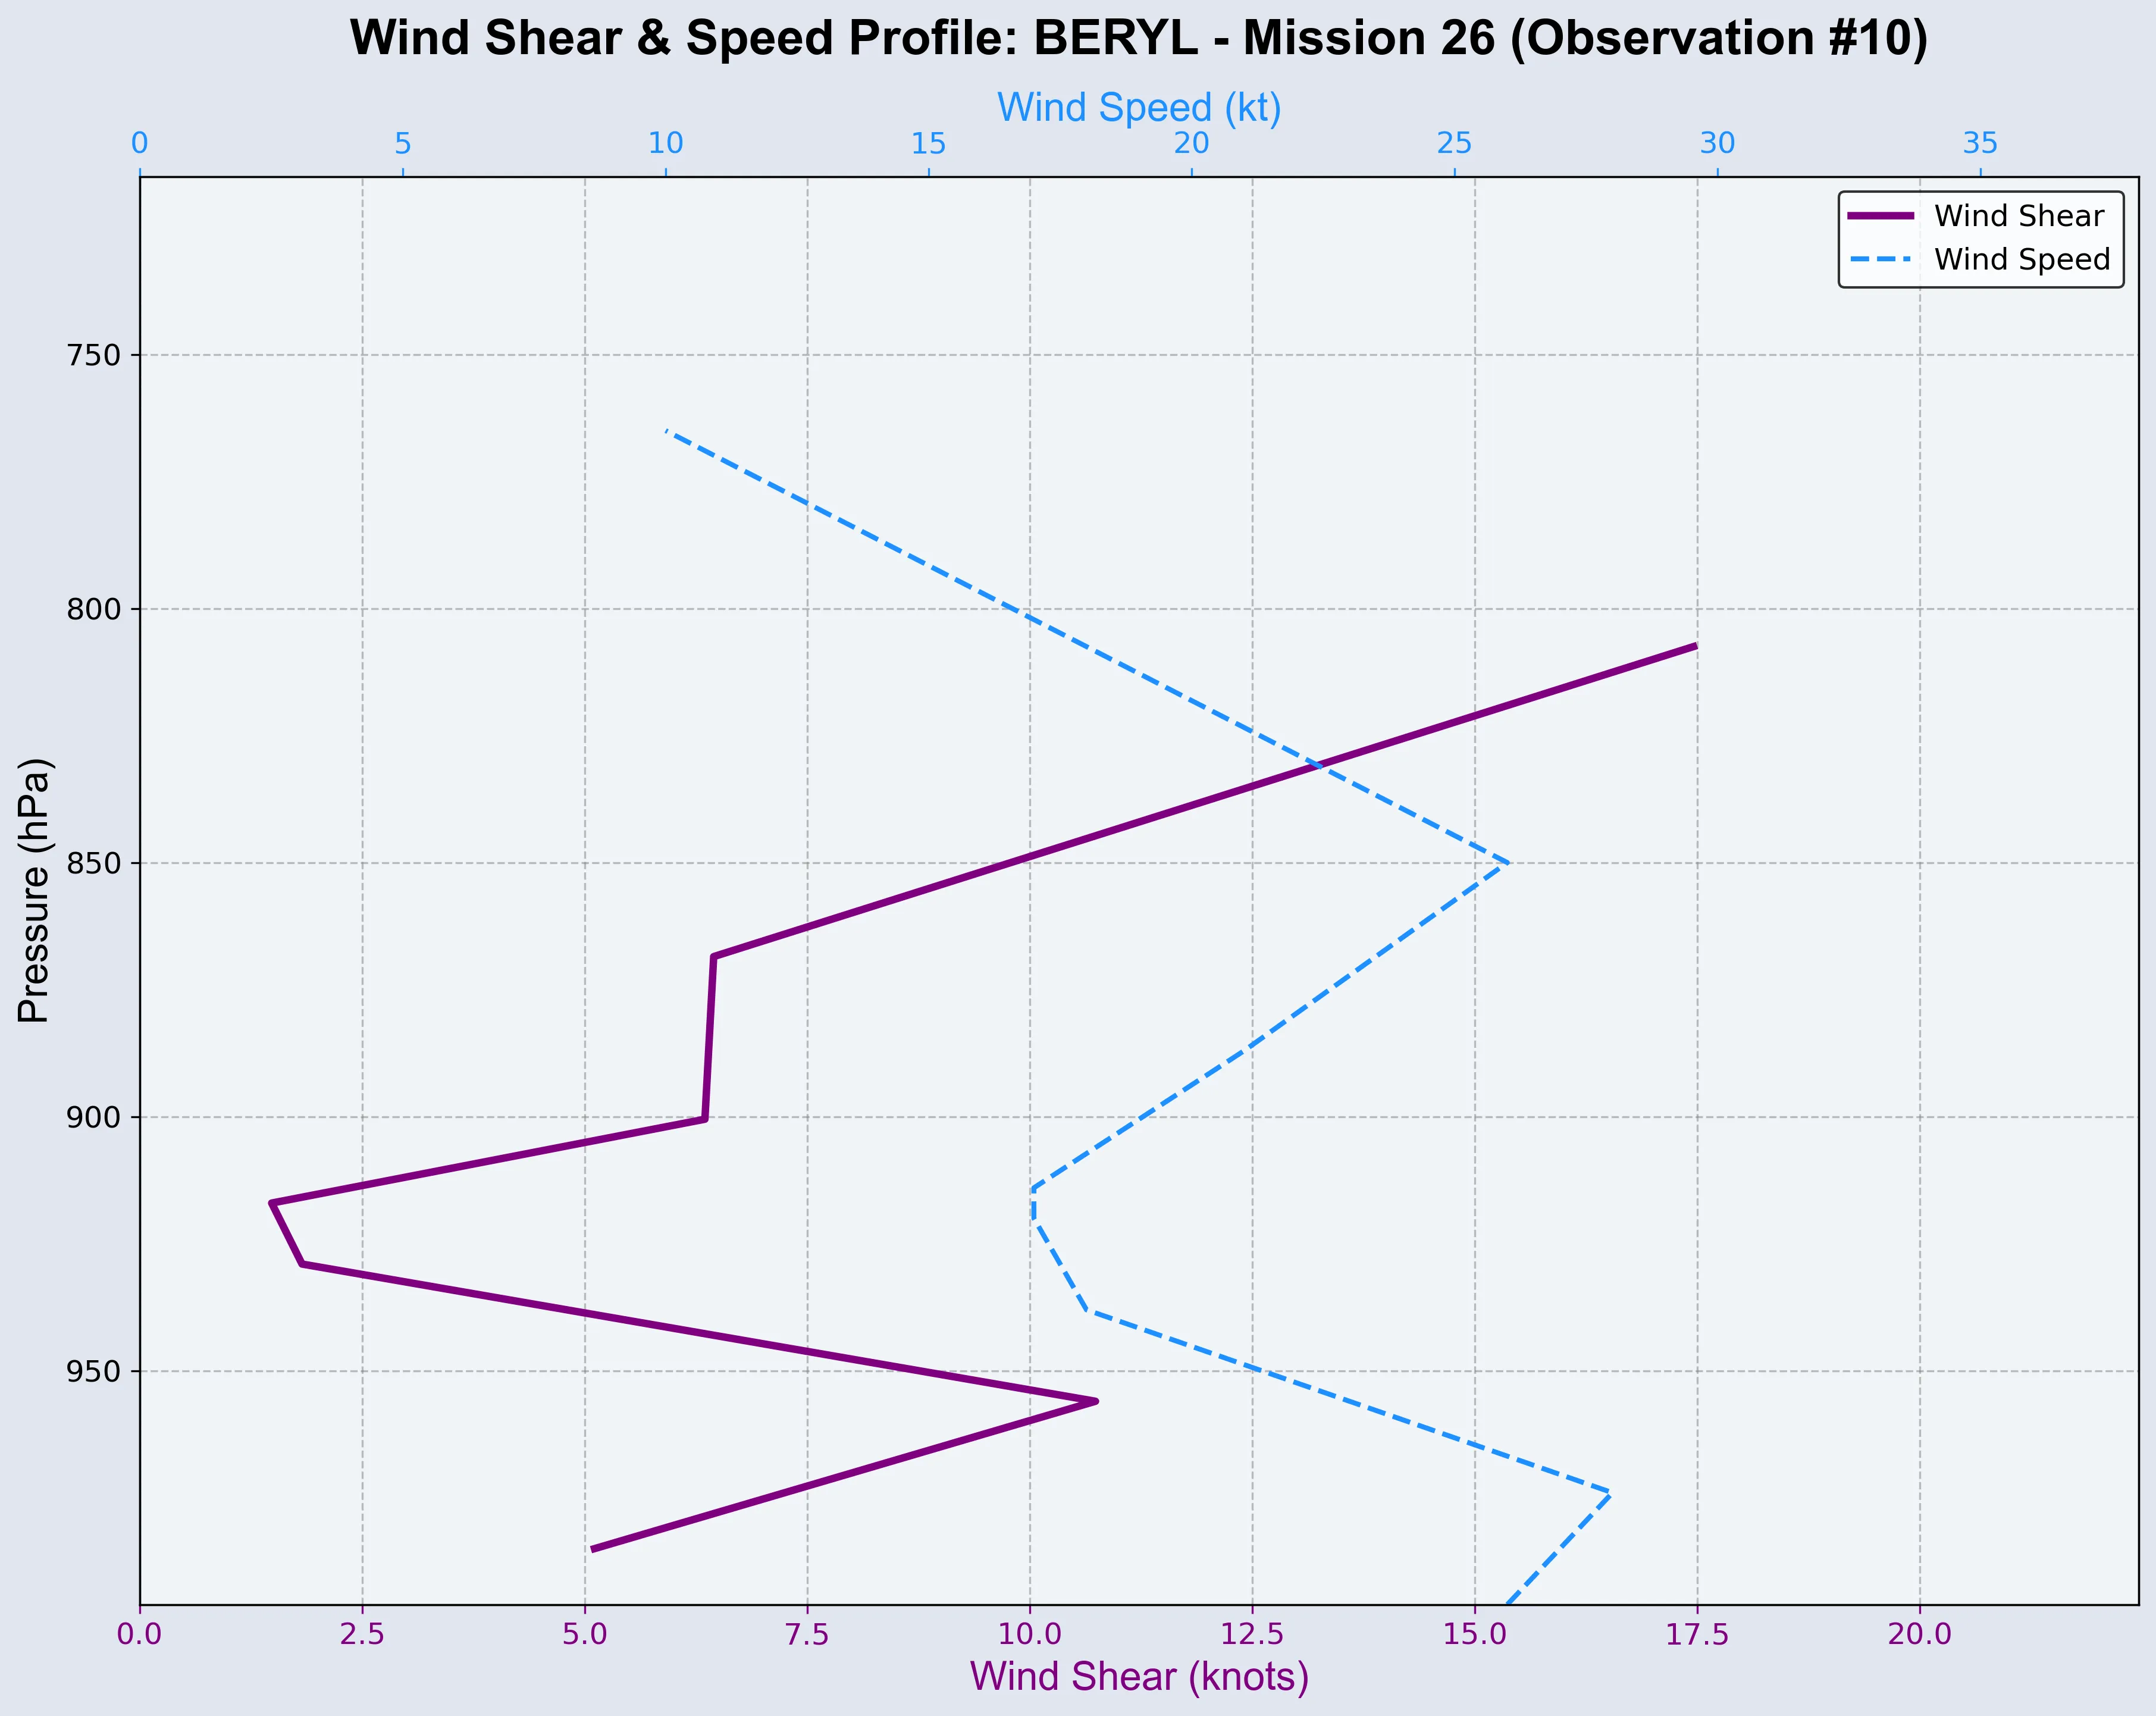 Wind Shear & Speed Profile: BERYL - Mission 26 (Observation #10)
Wind Speed (kt)
0 5 10 15 20 25 30 35
Wind Shear
Wind Speed
750
800
850
900
950
Pressure (hPa)
0.0 2.5 5.0 7.5 10.0 12.5 15.0 17.5 20.0
Wind Shear (knots)